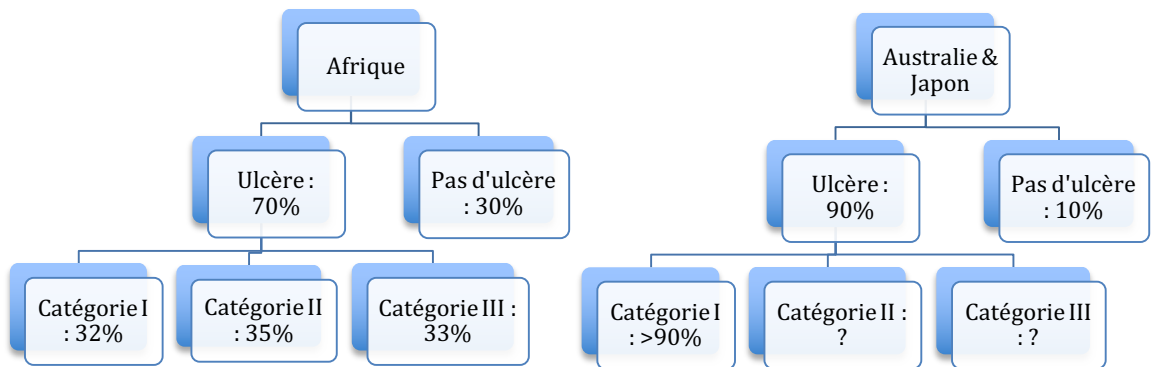 Afrique
Australie &
Japon
Ulcère :
70%
Pas d'ulcère
: 30%
Ulcère :
90%
Pas d'ulcère
: 10%
Catégorie I
: 32%
Catégorie II
: 35%
Catégorie III :
33%
Catégorie I
: >90%
Catégorie II :
?
Catégorie III
: ?